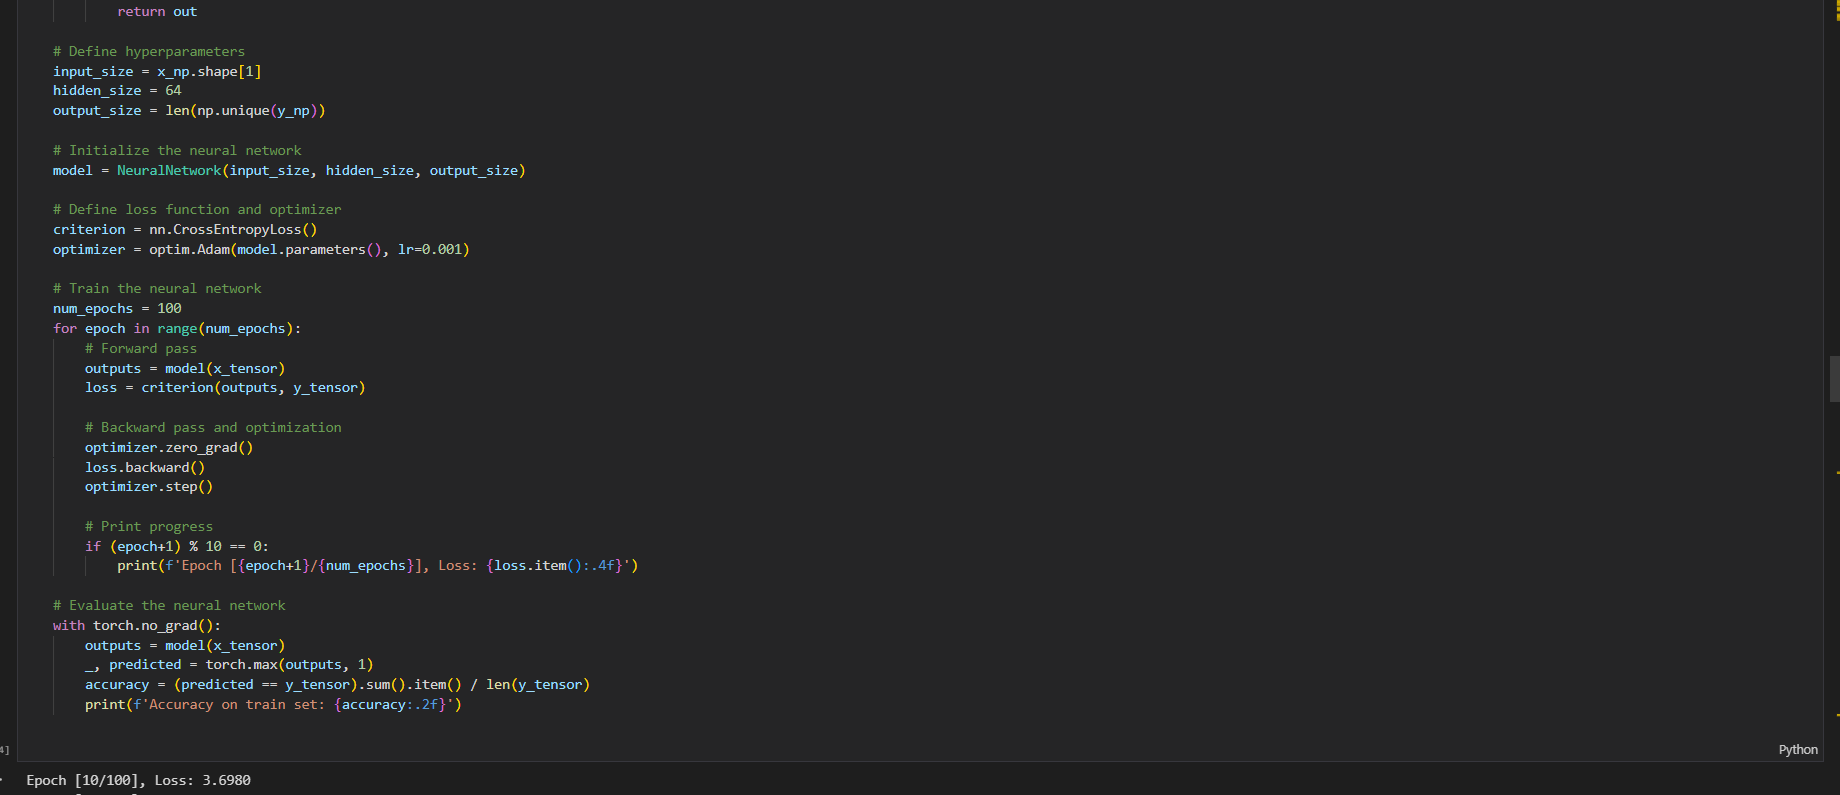 return out
# Define hyperparameters
input_size = x_np.shape[1]
hidden_size = 64
output_size = len(np.unique(y_np))
# Initialize the neural network
model = NeuralNetwork(input_size, hidden_size, output_size)
# Define loss function and optimizer
criterion = nn.CrossEntropyLoss()
optimizer = optim.Adam(model.parameters(), lr=0.001)
# Train the neural network
num_epochs = 100
for epoch in range(num_epochs):
# Forward pass
outputs = model(x_tensor)
loss = criterion(outputs, y_tensor)
# Backward pass and optimization
optimizer.zero_grad()
loss.backward()
optimizer.step()
# Print progress
if (epoch+1) % 10 == 0:
print(f'Epoch [{epoch+1}/{num_epochs}], Loss: {loss.item():.4f}')
# Evaluate the neural network
with torch.no_grad():
outputs = model(x_tensor)
_, predicted = torch.max(outputs, 1)
accuracy = (predicted == y_tensor).sum().item() / len(y_tensor)
print(f'Accuracy on train set: {accuracy:.2f}')
4]
Python
Epoch [10/100], Loss: 3.6980